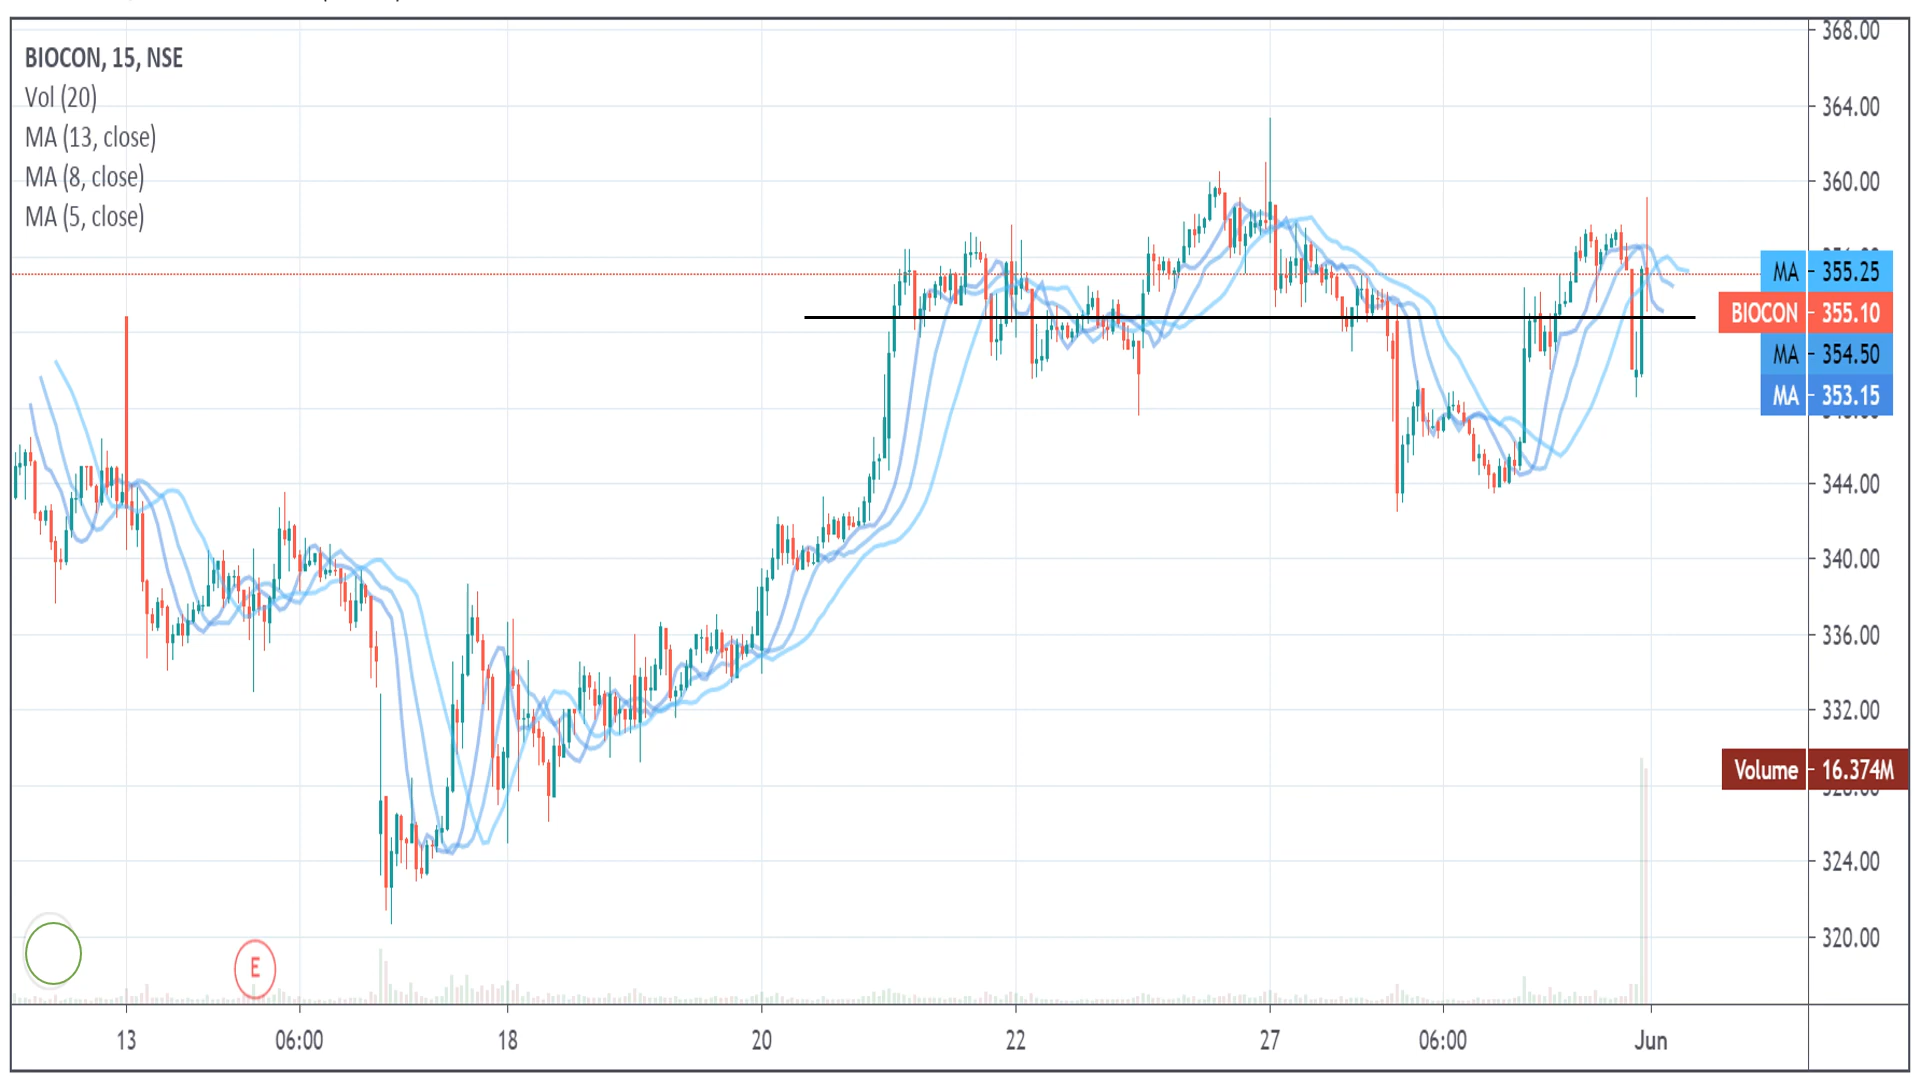 BIOCON, 15, NSE
Vol (20)
MA (13, close)
MA (8, close)
MA (5, close)
368.00
364.00
360.00
MA 355.25
BIOCON 355.10
MA 354.50
MA 353.15
344.00
340.00
336.00
332.00
Volume 16.374M
324.00
320.00
E
13 06:00 18 20 22 27 06:00 Jun